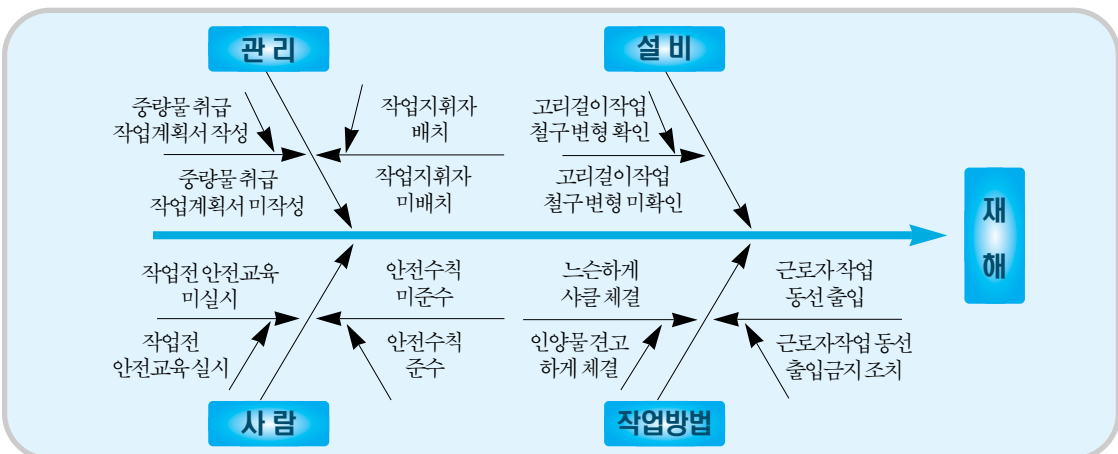 관 리
설 비
중량물 취급
작업계획서 작성
작업지휘자
배치
고리걸이작업
철구 변형 확인
중량물 취급
작업계획서 미작성
작업지휘자
미배치
고리걸이작업
철구 변형 미확인
재
해
작업전 안전교육
미실시
안전수칙
미준수
느슨하게
샤클 체결
근로자 작업
동선 출입
작업전
안전교육 실시
안전수칙
준수
인양물 견고
하게 체결
근로자작업 동선
출입금지 조치
사 람
작업방법